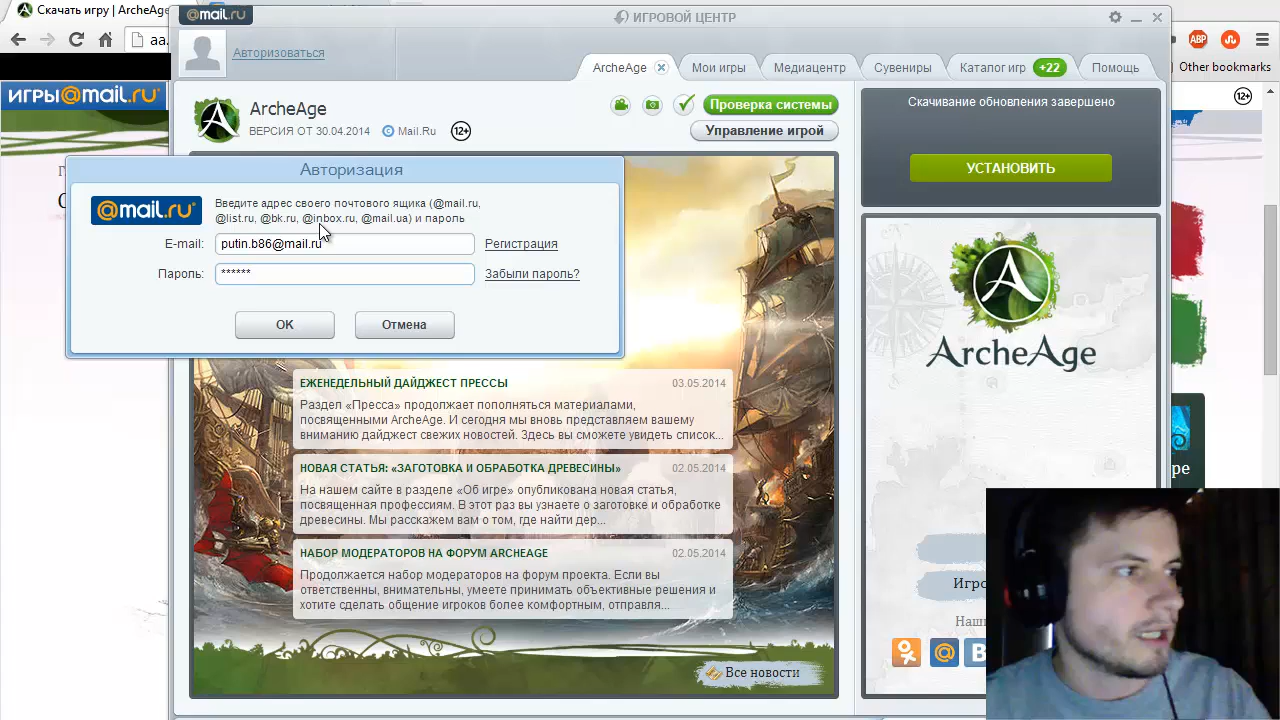 Скачать игру | ArcheAge
@mail.ru
ИГРОВОЙ ЦЕНТР
aa.
ABP
Other bookmarks
Авторизоваться
ArcheAge
Мои игры
Медиацентр
Сувениры
Каталог игр +22
Помощь
ИГРЫ@mail.ru
12+
ArcheAge
ВЕРСИЯ ОТ 30.04.2014 Mail.Ru 12+
Проверка системы
Управление игрой
Скачивание обновления завершено
УСТАНОВИТЬ
Авторизация
@mail.ru
Введите адрес своего почтового ящика (@mail.ru,
@list.ru, @bk.ru, @inbox.ru, @mail.ua) и пароль
E-mail: putin.b86@mail.ru Регистрация
Пароль: ****** Забыли пароль?
OK
Отмена
ArcheAge
ЕЖЕНЕДЕЛЬНЫЙ ДАЙДЖЕСТ ПРЕССЫ 03.05.2014
Раздел «Пресса» продолжает пополняться материалами,
посвященными ArcheAge. И сегодня мы вновь представляем вашему
вниманию дайджест свежих новостей. Здесь вы сможете увидеть список...
НОВАЯ СТАТЬЯ: «ЗАГОТОВКА И ОБРАБОТКА ДРЕВЕСИНЫ» 02.05.2014
На нашем сайте в разделе «Об игре» опубликована новая статья,
посвященная профессиям. В этот раз вы узнаете о заготовке и обработке
древесины. Мы расскажем вам о том, где найти дер...
НАБОР МОДЕРАТОРОВ НА ФОРУМ ARCHEAGE 02.05.2014
Продолжается набор модераторов на форум проекта. Если вы
ответственны, внимательны, умеете принимать объективные решения и
хотите сделать общение игроков более комфортным, отправля...
Все новости
Игро
Наши
ре